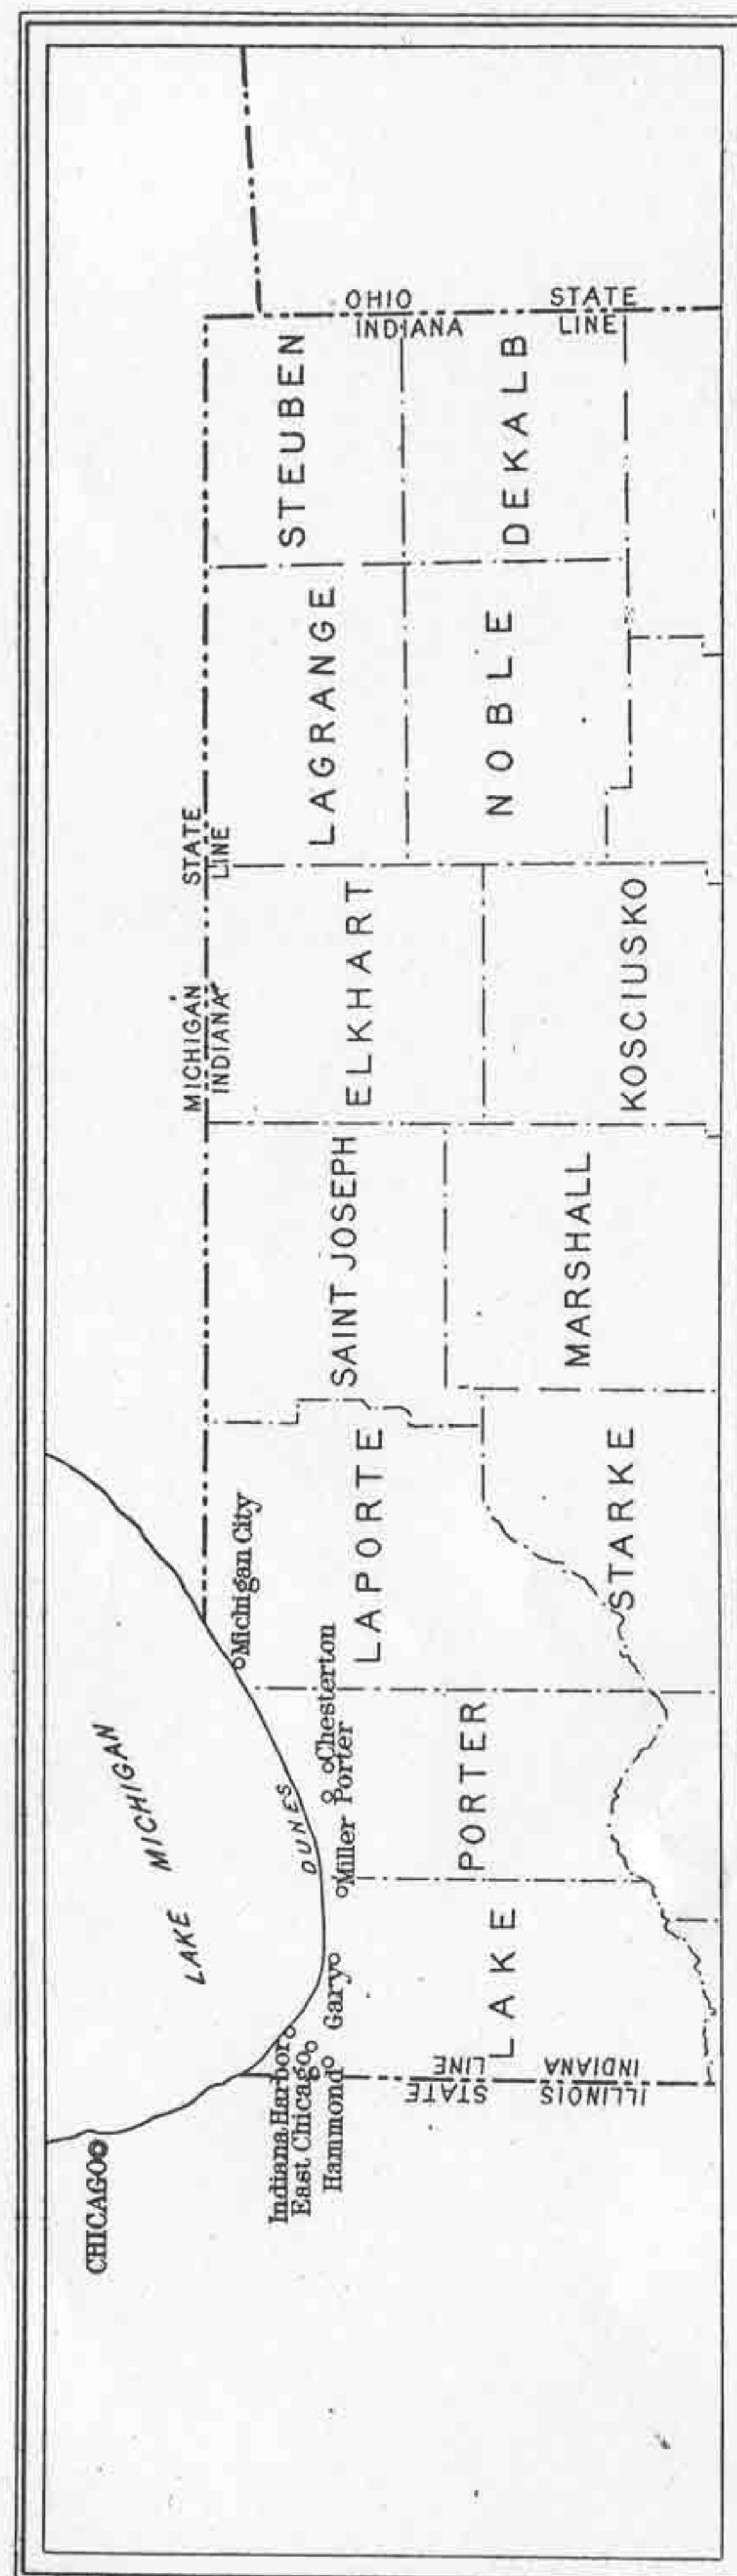 CHICAGO
LAKE MICHIGAN
DUNES
Indiana Harbor
East Chicago
Hammond
Gary
Miller
Porter
Chesterton
Michigan City
MICHIGAN STATE
INDIANA LINE
OHIO STATE
INDIANA LINE
STATE LINE
ILLINOIS INDIANA
LAKE
PORTER
LAPORTE
STARKE
SAINT JOSEPH
MARSHALL
ELKHART
KOSCIUSKO
LAGRANGE
NOBLE
STEUBEN
DEKALB